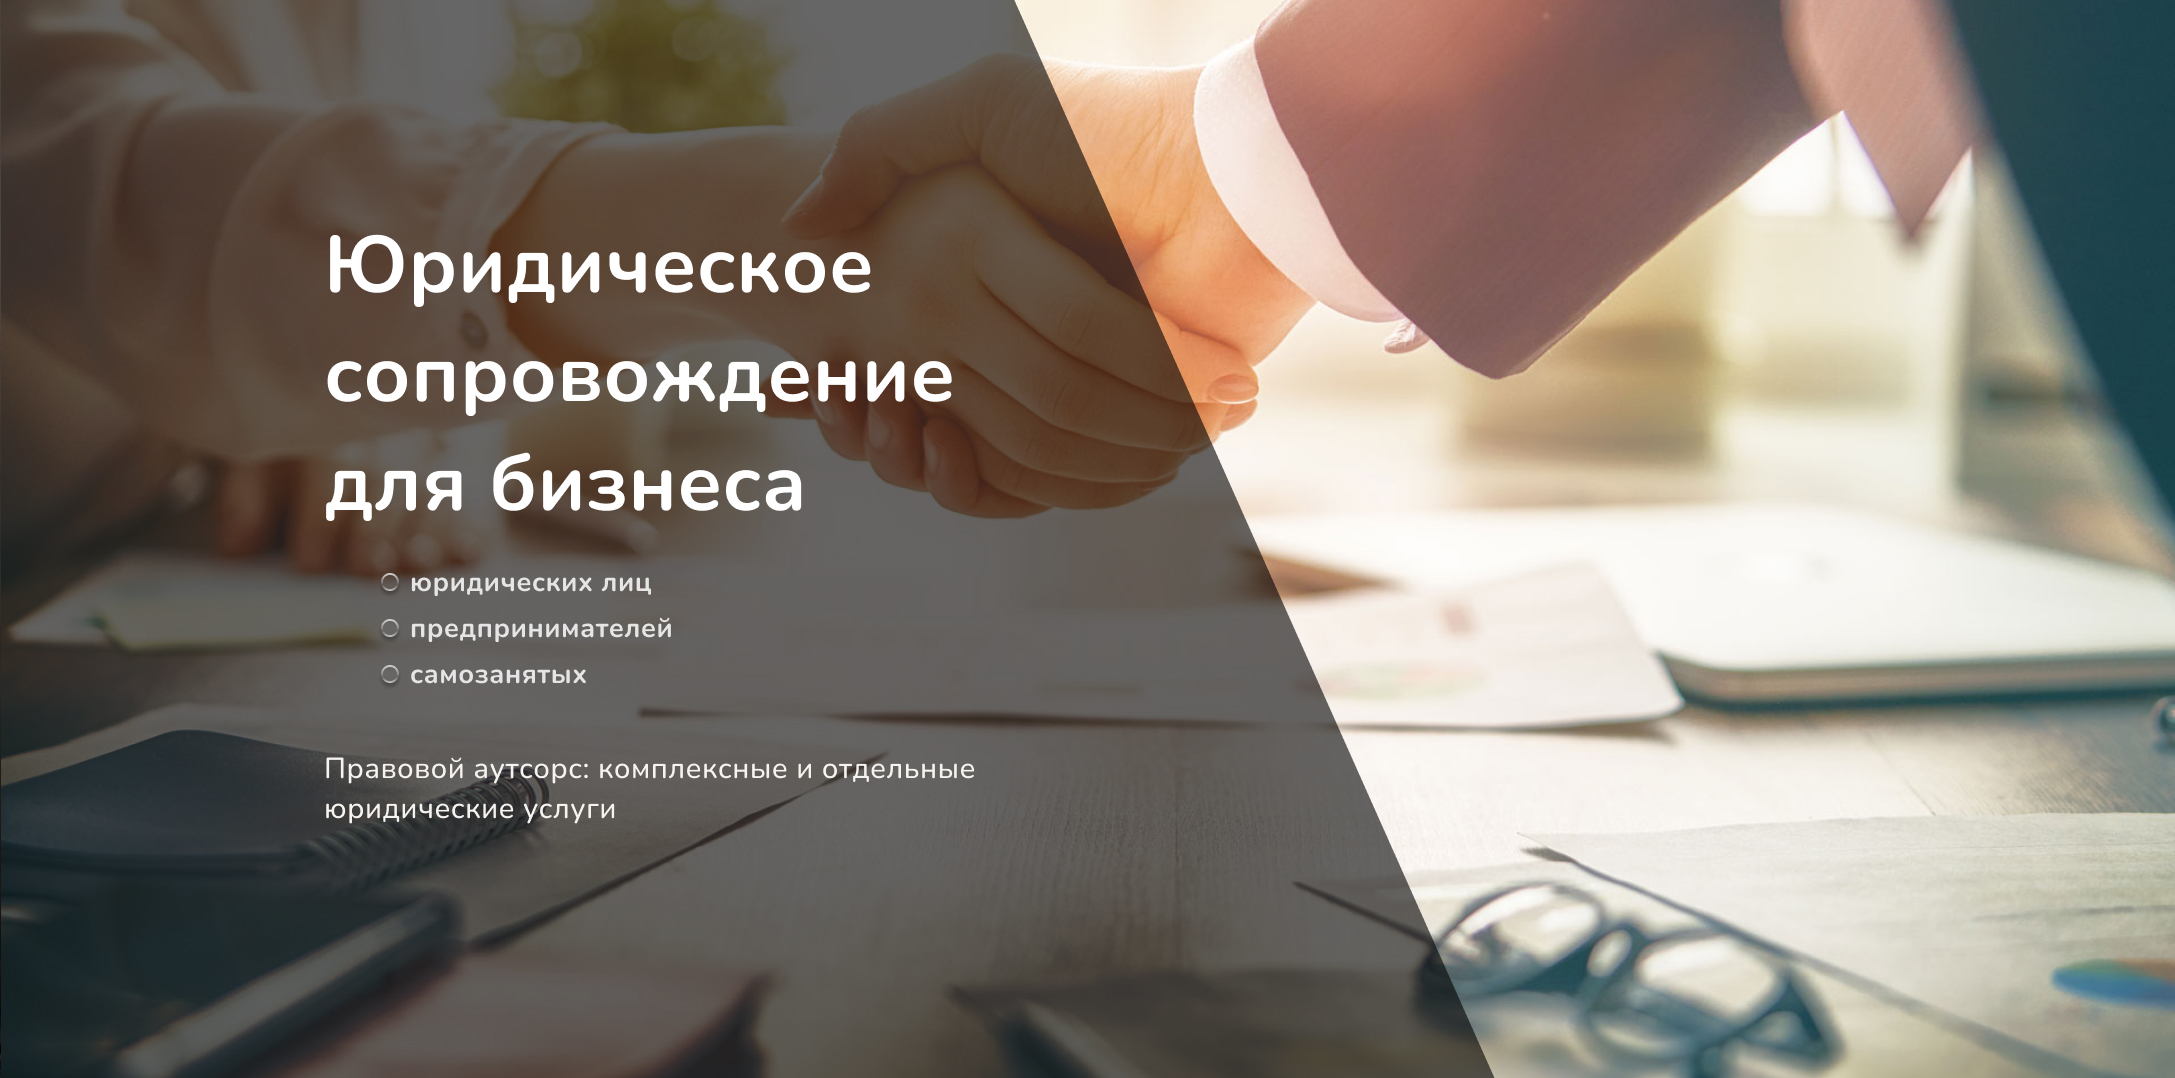 Юридическое
сопровождение
для бизнеса
юридических лиц
предпринимателей
самозанятых
Правовой аутсорс: комплексные и отдельные
юридические услуги